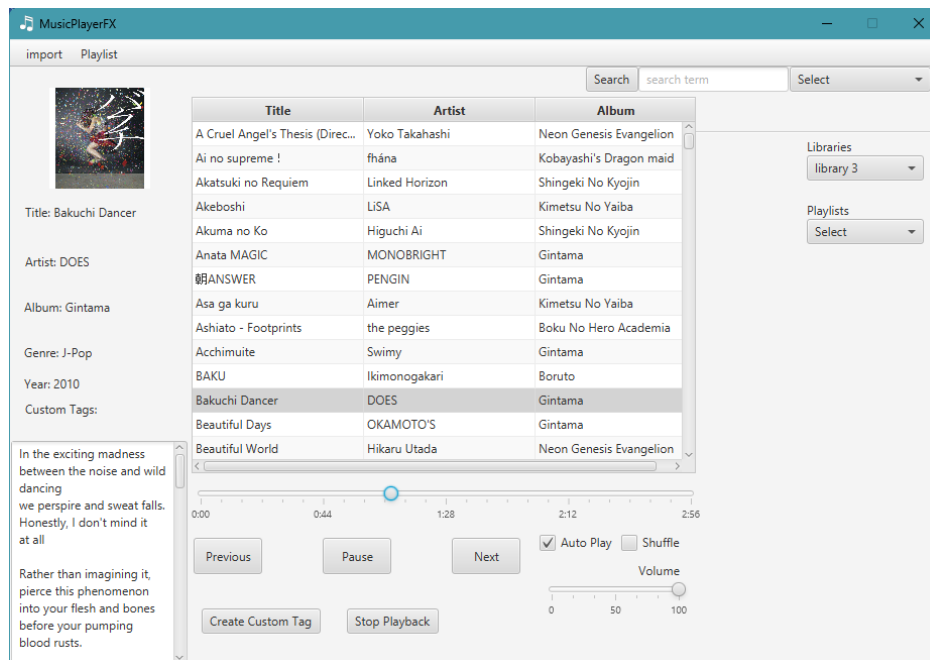 MusicPlayerFX
import Playlist
Search search term Select
Title Artist Album
A Cruel Angel's Thesis (Direc... Yoko Takahashi Neon Genesis Evangelion
Ai no supreme ! fhána Kobayashi's Dragon maid
Akatsuki no Requiem Linked Horizon Shingeki No Kyojin
Akeboshi LiSA Kimetsu No Yaiba
Akuma no Ko Higuchi Ai Shingeki No Kyojin
Anata MAGIC MONOBRIGHT Gintama
朝ANSWER PENGIN Gintama
Asa ga kuru Aimer Kimetsu No Yaiba
Ashiato - Footprints the peggies Boku No Hero Academia
Acchimuite Swimy Gintama
BAKU Ikimonogakari Boruto
Bakuchi Dancer DOES Gintama
Beautiful Days OKAMOTO'S Gintama
Beautiful World Hikaru Utada Neon Genesis Evangelion
Libraries
library 3
Playlists
Select
Title: Bakuchi Dancer
Artist: DOES
Album: Gintama
Genre: J-Pop
Year: 2010
Custom Tags:
In the exciting madness
between the noise and wild
dancing
we perspire and sweat falls.
Honestly, I don't mind it
at all
Rather than imagining it,
pierce this phenomenon
into your flesh and bones
before your pumping
blood rusts.
0:00 0:44 1:28 2:12 2:56
Previous Pause Next
Auto Play Shuffle
Volume
0 50 100
Create Custom Tag Stop Playback